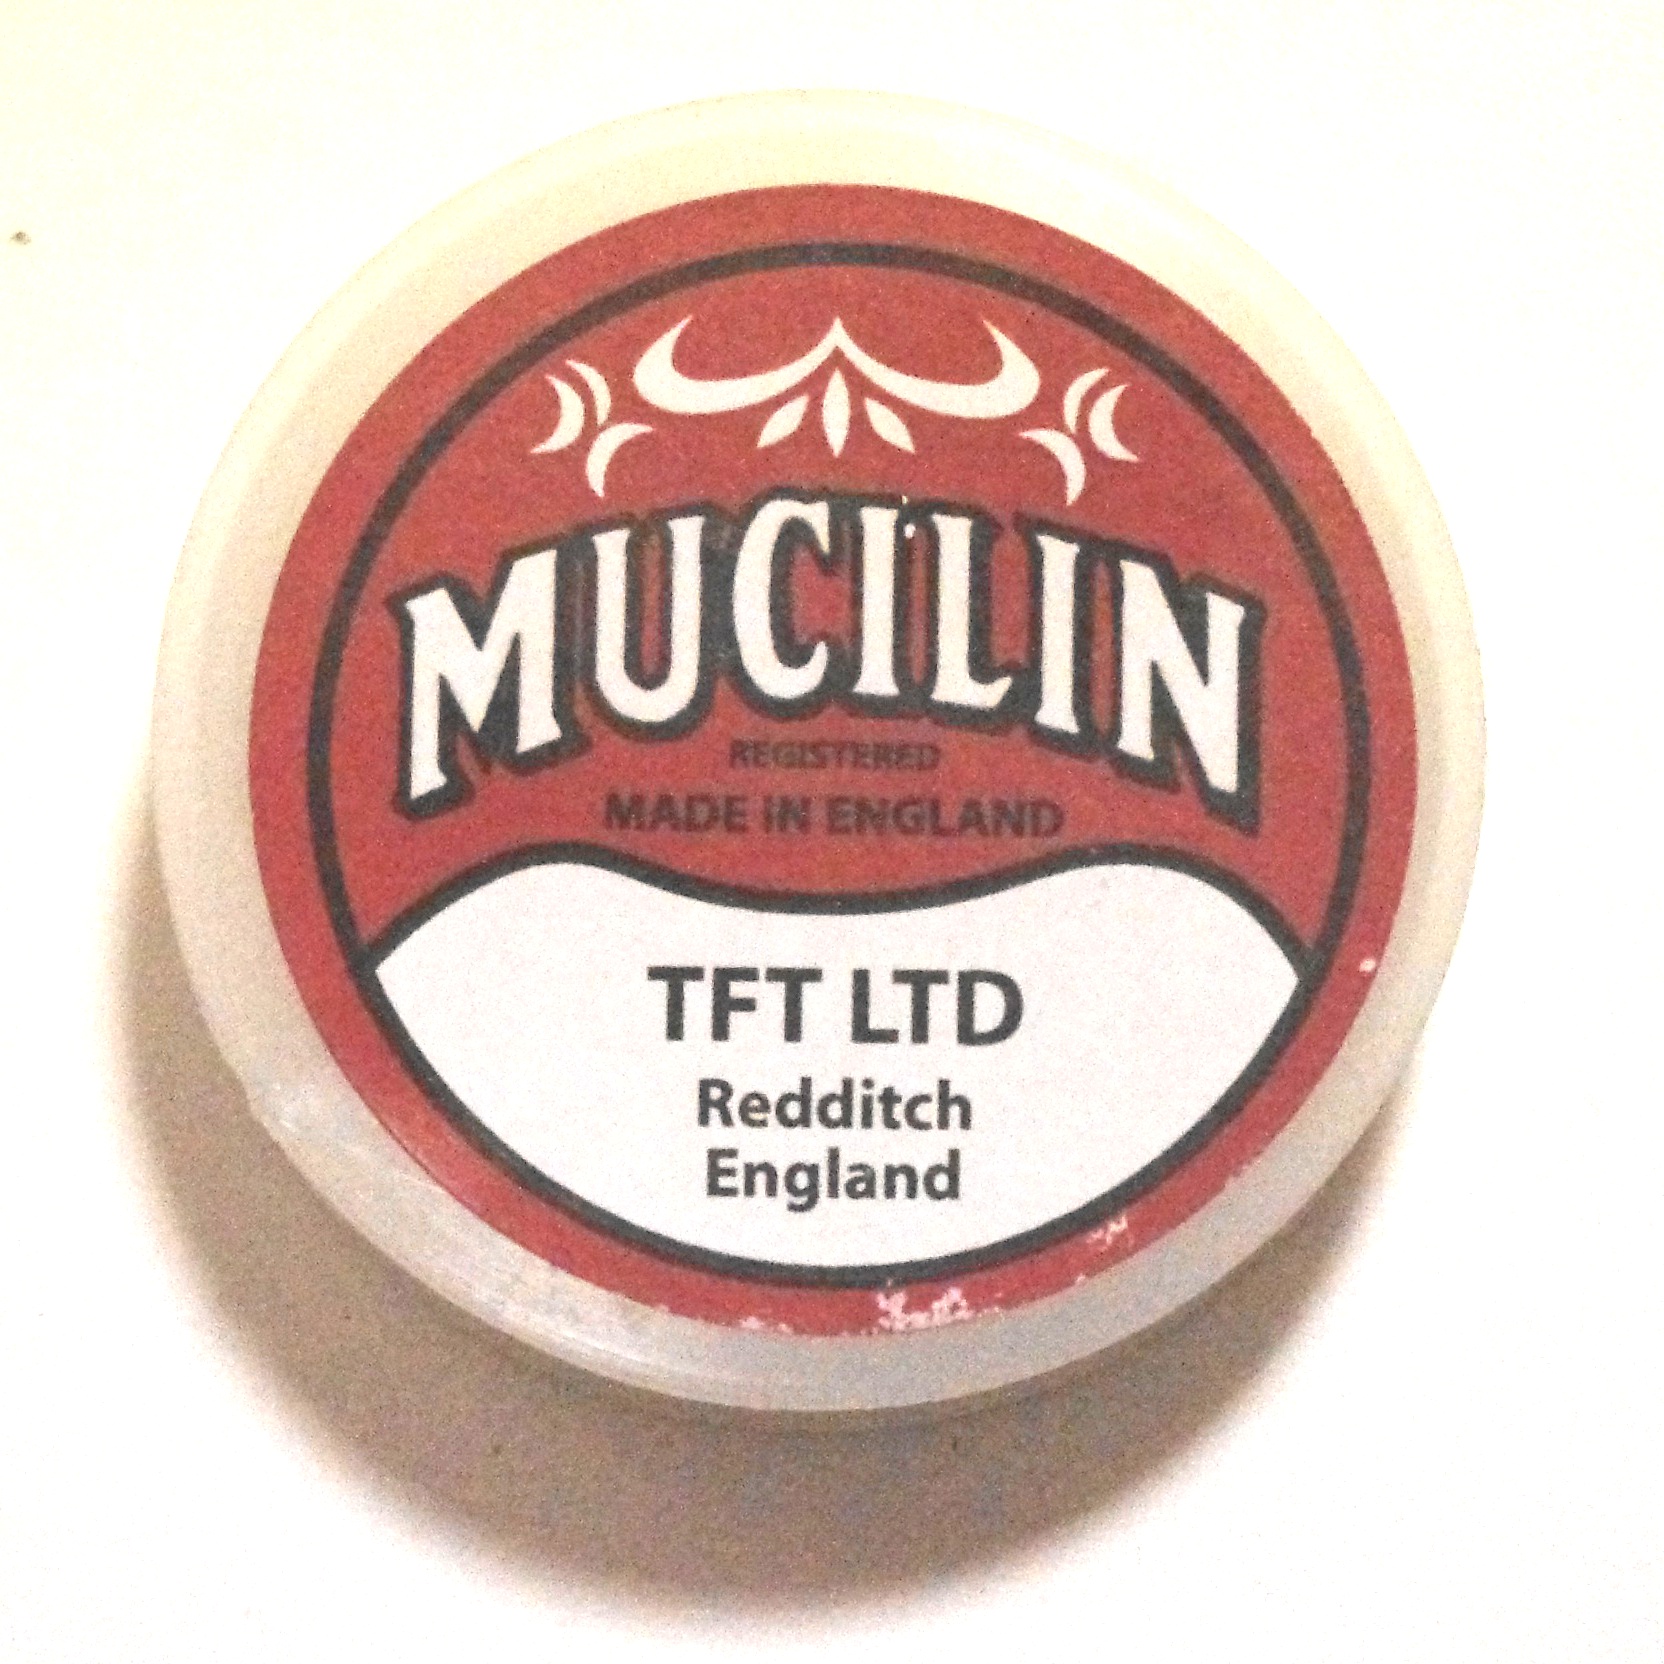 MUCILIN
REGISTERED
MADE IN ENGLAND
TFT LTD
Redditch
England